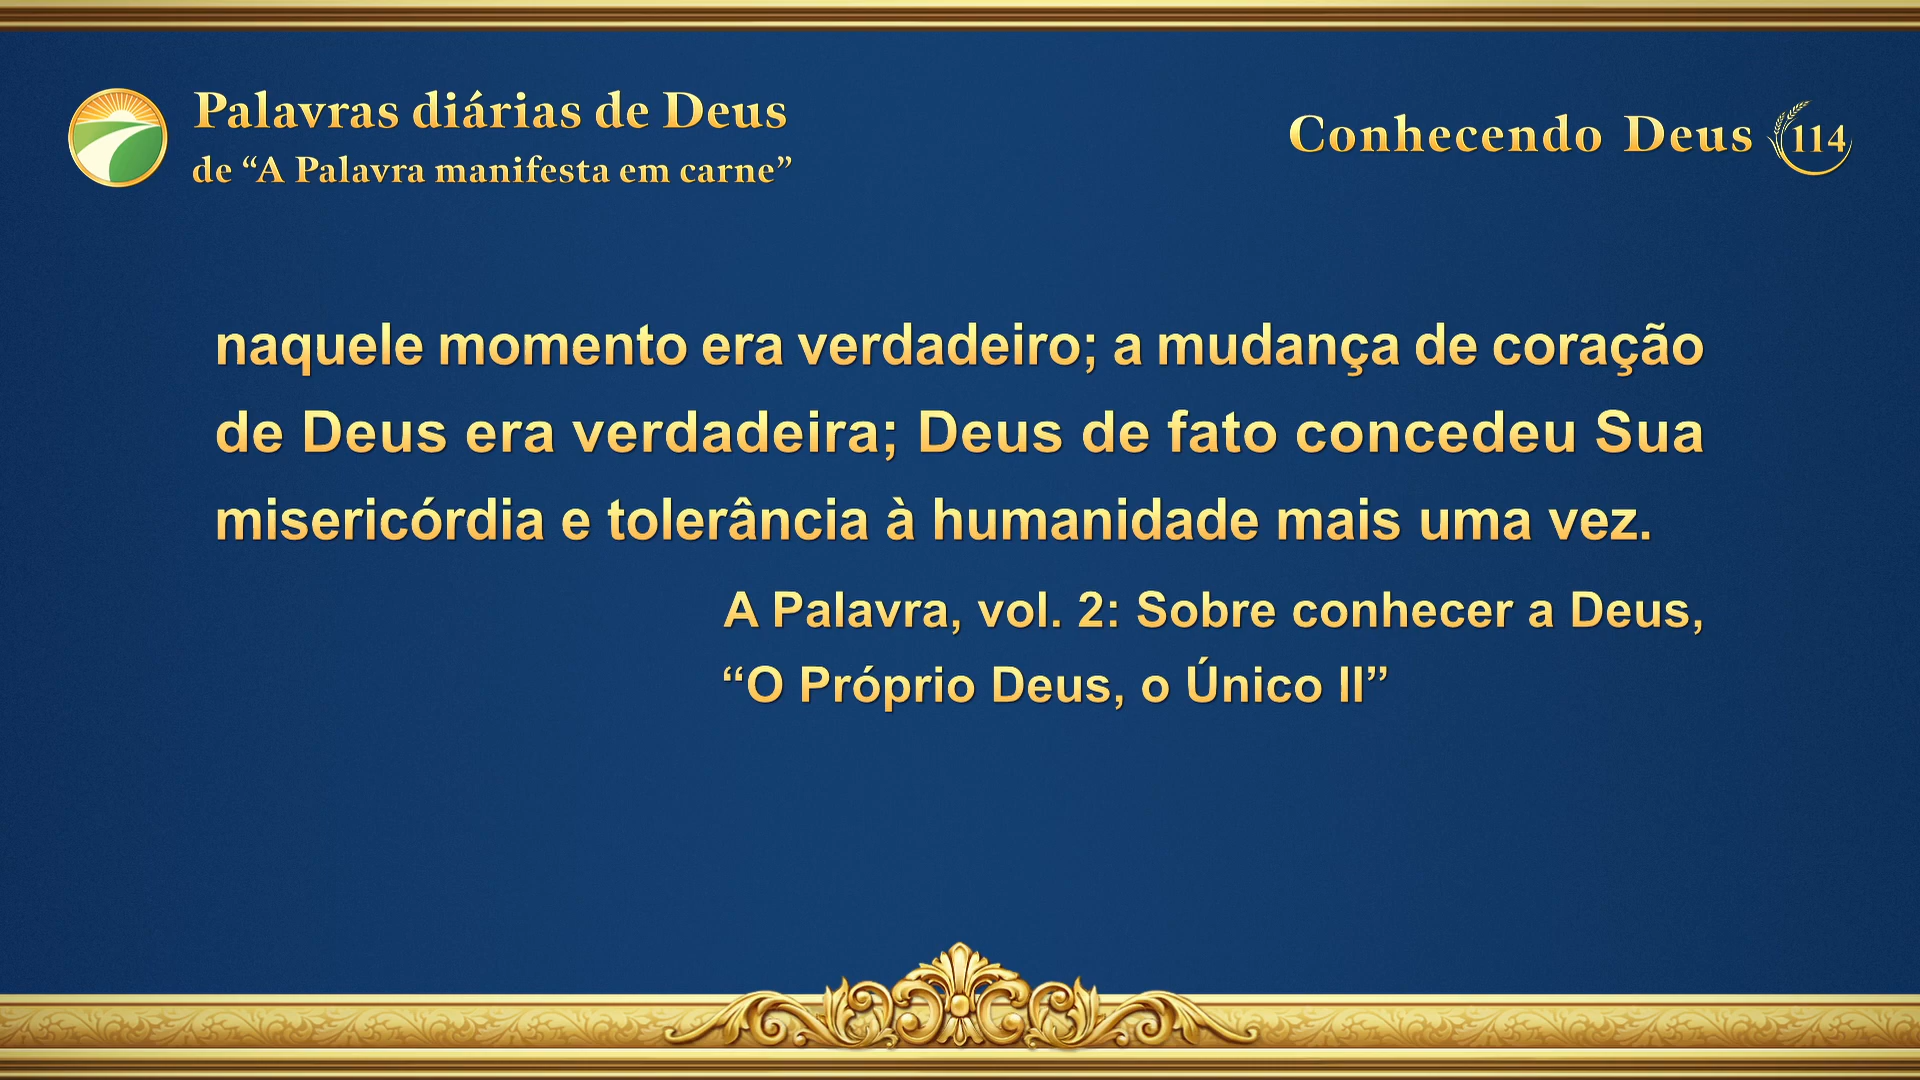 Palavras diárias de Deus
de “A Palavra manifesta em carne”
Conhecendo Deus 114
naquele momento era verdadeiro; a mudança de coração
de Deus era verdadeira; Deus de fato concedeu Sua
misericórdia e tolerância à humanidade mais uma vez.
A Palavra, vol. 2: Sobre conhecer a Deus,
“O Próprio Deus, o Único II”